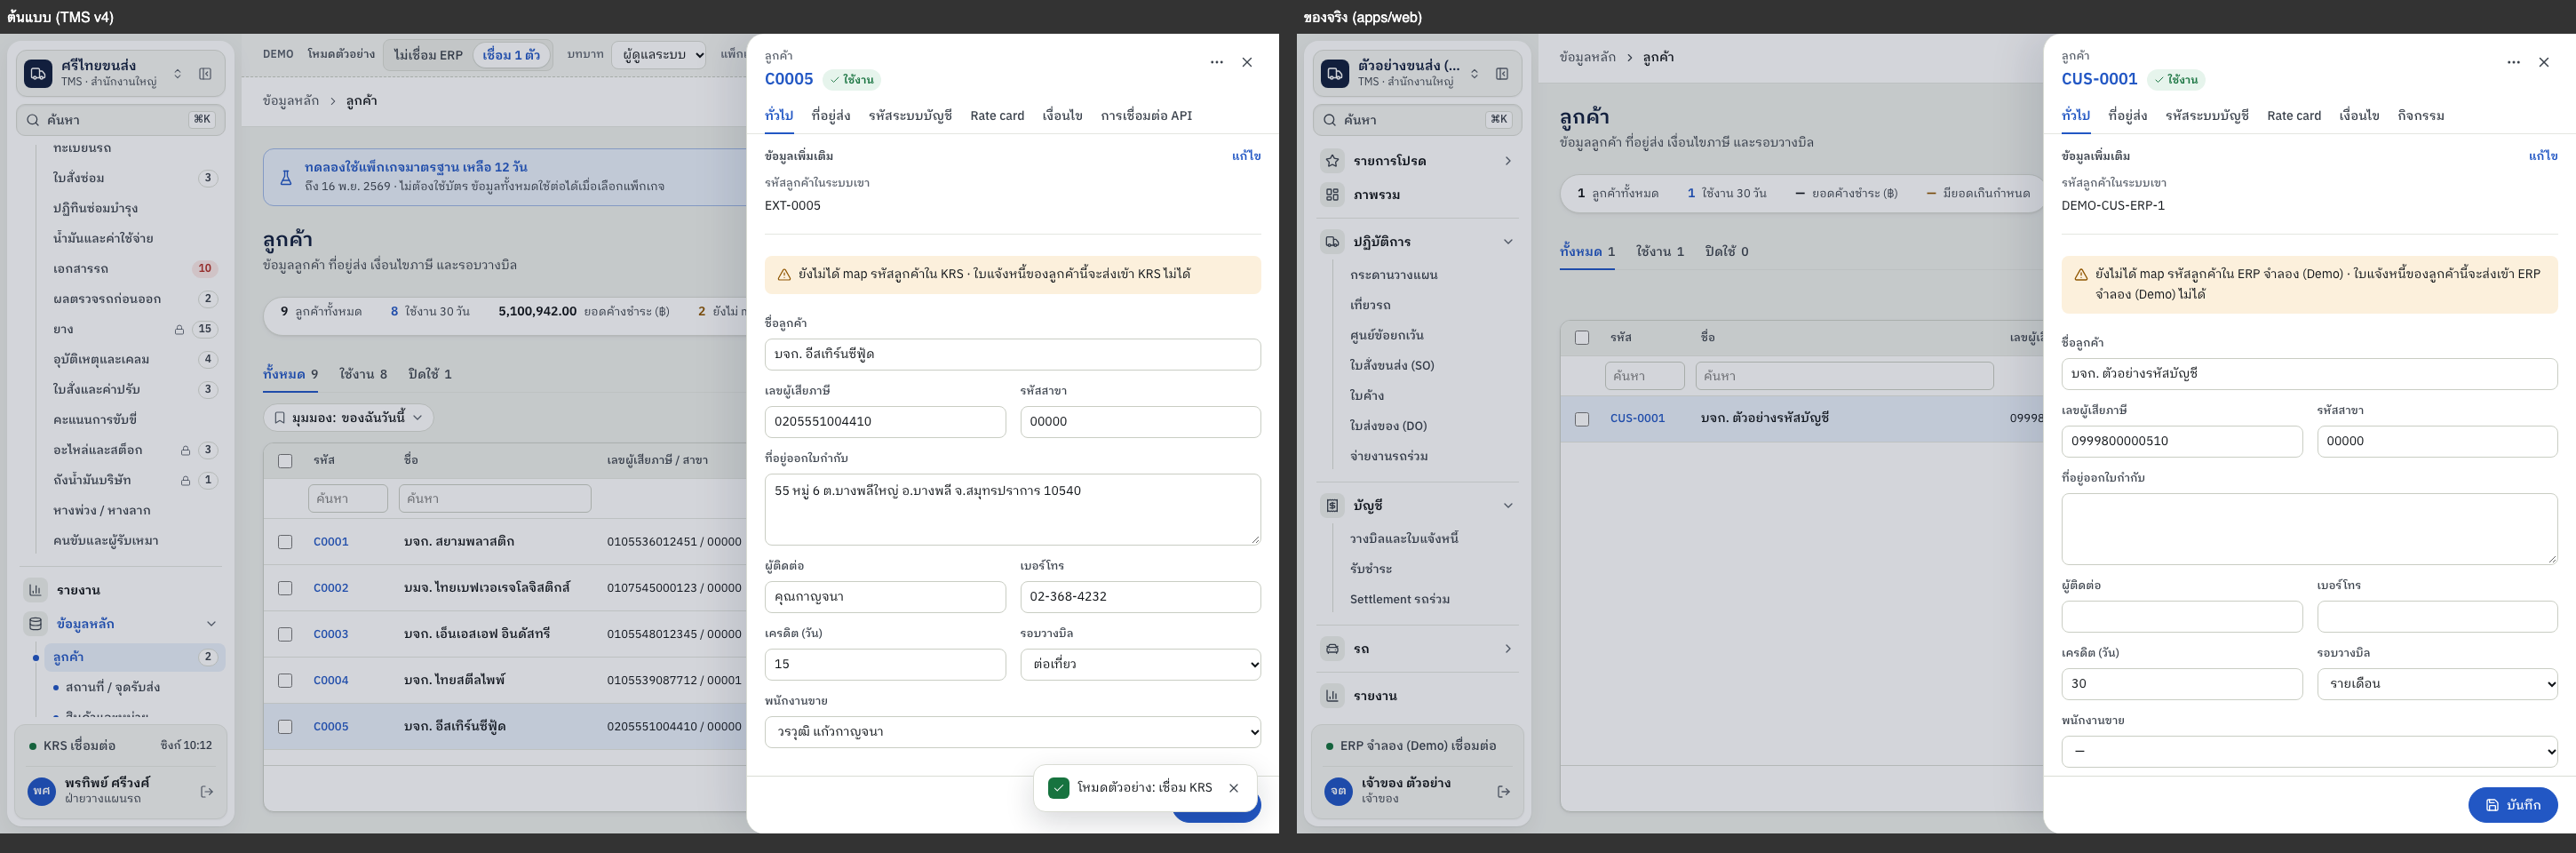 ต้นแบบ (TMS v4)
ศรีไทยขนส่ง
TMS · สำนักงานใหญ่
ค้นหา
⌘K
ทะเบียนรถ
ใบสั่งซ่อม 3
ปฏิทินซ่อมบำรุง
น้ำมันและค่าใช้จ่าย
เอกสารรถ 10
ผลตรวจรถก่อนออก 2
ยาง 15
อุบัติเหตุและเคลม 4
ใบสั่งและค่าปรับ 3
คะแนนการขับขี่
อะไหล่และสต็อก 3
ถังน้ำมันบริษัท 1
หางพ่วง / หางลาก
คนขับและผู้รับเหมา
รายงาน
ข้อมูลหลัก
ลูกค้า 2
สถานที่ / จุดรับส่ง
KRS เชื่อมต่อ ซิงก์ 10:12
พศ
พรทิพย์ ศรีวงศ์
ฝ่ายวางแผนรถ
DEMO โหมดตัวอย่าง ไม่เชื่อม ERP เชื่อม 1 ตัว บทบาท ผู้ดูแลระบบ
ข้อมูลหลัก > ลูกค้า
ทดลองใช้แพ็กเกจมาตรฐาน เหลือ 12 วัน
ถึง 16 พ.ย. 2569 · ไม่ต้องใช้บัตร ข้อมูลทั้งหมดใช้ต่อได้เมื่อเลือกแพ็กเกจ
ลูกค้า
ข้อมูลลูกค้า ที่อยู่ส่ง เงื่อนไขภาษี และรอบวางบิล
9 ลูกค้าทั้งหมด 8 ใช้งาน 30 วัน 5,100,942.00 ยอดค้างชำระ (฿) 2 ยังไม่
ทั้งหมด 9 ใช้งาน 8 ปิดใช้ 1
มุมมอง: ของฉันวันนี้
รหัส ชื่อ เลขผู้เสียภาษี / สาขา
ค้นหา ค้นหา
C0001 บจก. สยามพลาสติก 0105536012451 / 00000
C0002 บมจ. ไทยเบฟเวอเรจโลจิสติกส์ 0107545000123 / 00000
C0003 บจก. เอ็นเอสเอฟ อินดัสทรี 0105548012345 / 00000
C0004 บจก. ไทยสตีลไพพ์ 0105539087712 / 00001
C0005 บจก. อีสเทิร์นซีฟู้ด 0205551004410 / 00000
ลูกค้า
C0005 ใช้งาน
ทั่วไป ที่อยู่ส่ง รหัสระบบบัญชี Rate card เงื่อนไข การเชื่อมต่อ API
ข้อมูลเพิ่มเติม แก้ไข
รหัสลูกค้าในระบบเขา
EXT-0005
ยังไม่ได้ map รหัสลูกค้าใน KRS · ใบแจ้งหนี้ของลูกค้านี้จะส่งเข้า KRS ไม่ได้
ชื่อลูกค้า
บจก. อีสเทิร์นซีฟู้ด
เลขผู้เสียภาษี รหัสสาขา
0205551004410 00000
ที่อยู่ออกใบกำกับ
55 หมู่ 6 ต.บางพลีใหญ่ อ.บางพลี จ.สมุทรปราการ 10540
ผู้ติดต่อ เบอร์โทร
คุณกาญจนา 02-368-4232
เครดิต (วัน) รอบวางบิล
15 ต่อเที่ยว
พนักงานขาย
วรวุฒิ แก้วกาญจนา
โหมดตัวอย่าง: เชื่อม KRS
ของจริง (apps/web)
ตัวอย่างขนส่ง (...
TMS · สำนักงานใหญ่
ค้นหา
⌘K
รายการโปรด
ภาพรวม
ปฏิบัติการ
กระดานวางแผน
เที่ยวรถ
ศูนย์ข้อยกเว้น
ใบสั่งขนส่ง (SO)
ใบค้าง
ใบส่งของ (DO)
จ่ายงานรถร่วม
บัญชี
วางบิลและใบแจ้งหนี้
รับชำระ
Settlement รถร่วม
รถ
รายงาน
ERP จำลอง (Demo) เชื่อมต่อ
จต
เจ้าของ ตัวอย่าง
เจ้าของ
ข้อมูลหลัก > ลูกค้า
ลูกค้า
ข้อมูลลูกค้า ที่อยู่ส่ง เงื่อนไขภาษี และรอบวางบิล
1 ลูกค้าทั้งหมด 1 ใช้งาน 30 วัน — ยอดค้างชำระ (฿) — มียอดเกินกำหนด
ทั้งหมด 1 ใช้งาน 1 ปิดใช้ 0
รหัส ชื่อ
ค้นหา ค้นหา
CUS-0001 บจก. ตัวอย่างรหัสบัญชี 09998
ลูกค้า
CUS-0001 ใช้งาน
ทั่วไป ที่อยู่ส่ง รหัสระบบบัญชี Rate card เงื่อนไข กิจกรรม
ข้อมูลเพิ่มเติม แก้ไข
รหัสลูกค้าในระบบเขา
DEMO-CUS-ERP-1
ยังไม่ได้ map รหัสลูกค้าใน ERP จำลอง (Demo) · ใบแจ้งหนี้ของลูกค้านี้จะส่งเข้า ERP
จำลอง (Demo) ไม่ได้
ชื่อลูกค้า
บจก. ตัวอย่างรหัสบัญชี
เลขผู้เสียภาษี รหัสสาขา
0999800000510 00000
ที่อยู่ออกใบกำกับ
ผู้ติดต่อ เบอร์โทร
เครดิต (วัน) รอบวางบิล
30 รายเดือน
พนักงานขาย
—
บันทึก